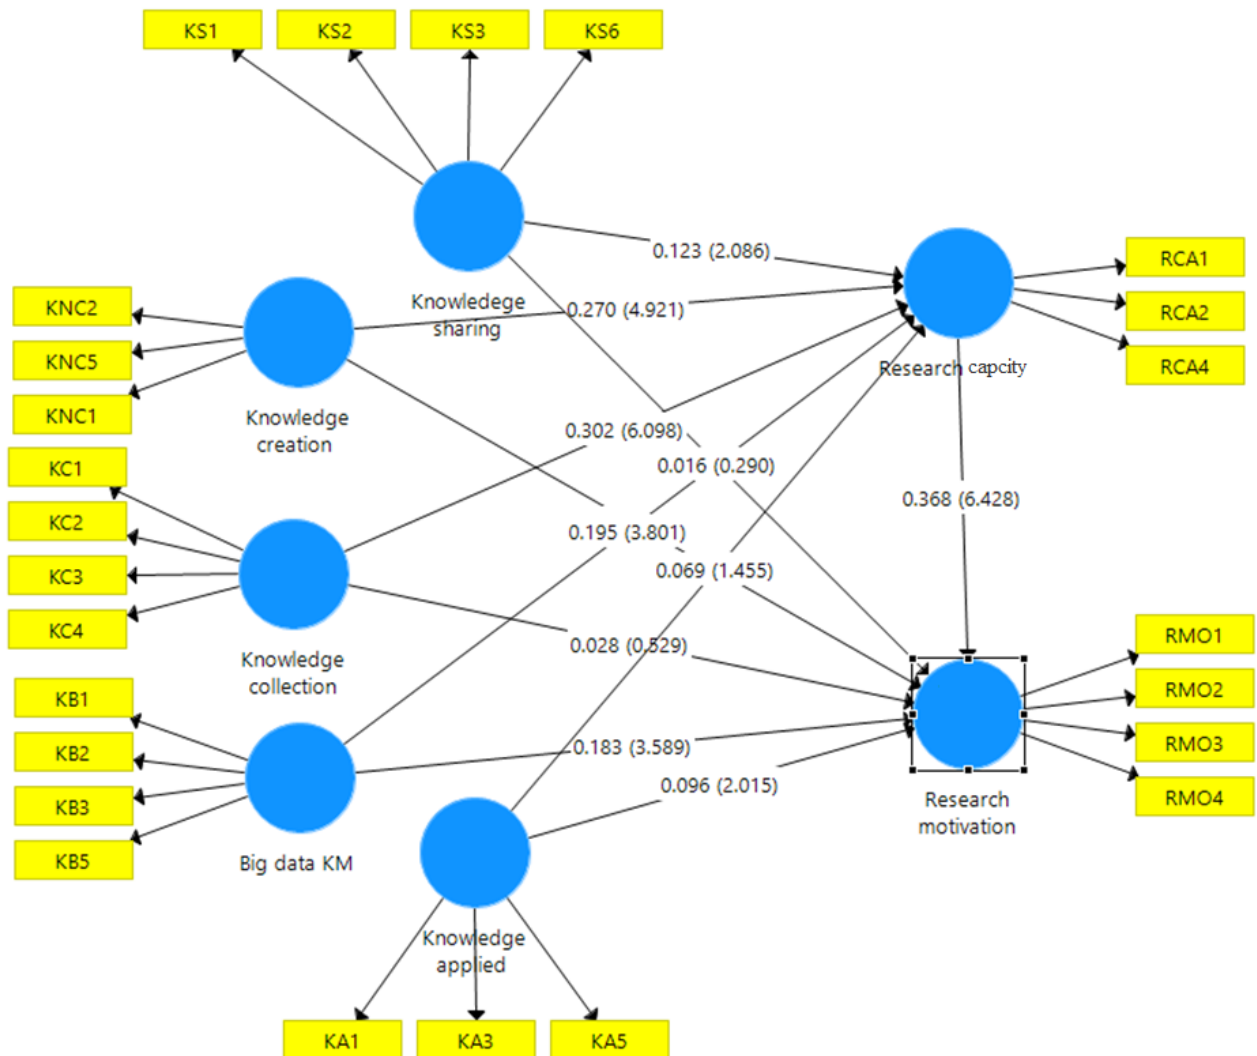 KS1
KS2
KS3
KS6
Knowledege
sharing
0.123 (2.086)
0.270 (4.921)
RCA1
RCA2
RCA4
Research capcity
KNC2
KNC5
KNC1
Knowledge
creation
0.302 (6.098)
0.016 (0.290)
0.368 (6.428)
KC1
KC2
KC3
KC4
0.195 (3.801)
0.069 (1.455)
Knowledge
collection
0.028 (0.529)
RMO1
RMO2
RMO3
RMO4
KB1
KB2
KB3
KB5
0.183 (3.589)
0.096 (2.015)
Research
motivation
Big data KM
Knowledge
applied
KA1
KA3
KA5